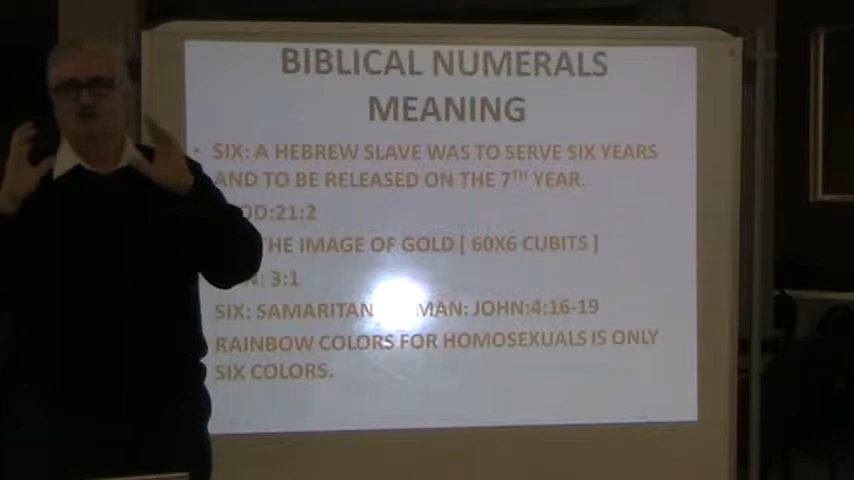 BIBLICAL NUMERALS
MEANING
• SIX: A HEBREW SLAVE WAS TO SERVE SIX YEARS
AND TO BE RELEASED ON THE 7TH YEAR.
OD:21:2
THE IMAGE OF GOLD [ 60X6 CUBITS ]
N: 3:1
SIX: SAMARITAN MAN: JOHN:4:16-19
RAINBOW COLORS FOR HOMOSEXUALS IS ONLY
SIX COLORS.